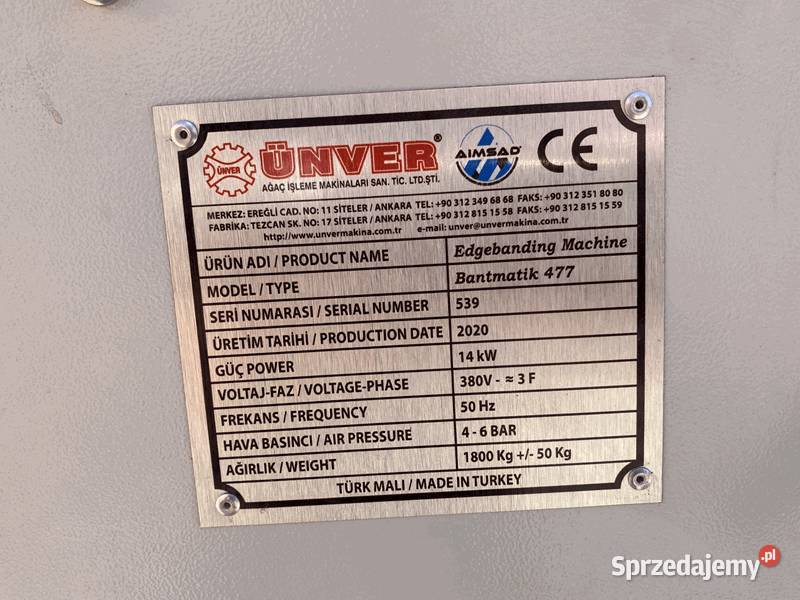 ÜNVER
ÜNVER®
AĞAÇ İŞLEME MAKİNALARI SAN. TİC. LTD.ŞTİ.
AIMSAD
CE
MERKEZ: EREĞLİ CAD. NO: 11 SİTELER / ANKARA TEL: +90 312 349 68 68 FAKS: +90 312 351 80 80
FABRİKA: TEZCAN SK. NO: 17 SİTELER / ANKARA TEL: +90 312 815 15 58 FAKS: +90 312 815 15 59
http://www.unvermakina.com.tr e-mail: unver@unvermakina.com.tr
ÜRÜN ADI / PRODUCT NAME Edgebanding Machine
MODEL / TYPE Bantmatik 477
SERİ NUMARASI / SERIAL NUMBER 539
ÜRETİM TARİHİ / PRODUCTION DATE 2020
GÜÇ POWER 14 kW
VOLTAJ-FAZ / VOLTAGE-PHASE 380V - ≈ 3 F
FREKANS / FREQUENCY 50 Hz
HAVA BASINCI / AIR PRESSURE 4 - 6 BAR
AĞIRLIK / WEIGHT 1800 Kg +/- 50 Kg
TÜRK MALI / MADE IN TURKEY
Sprzedajemy.pl